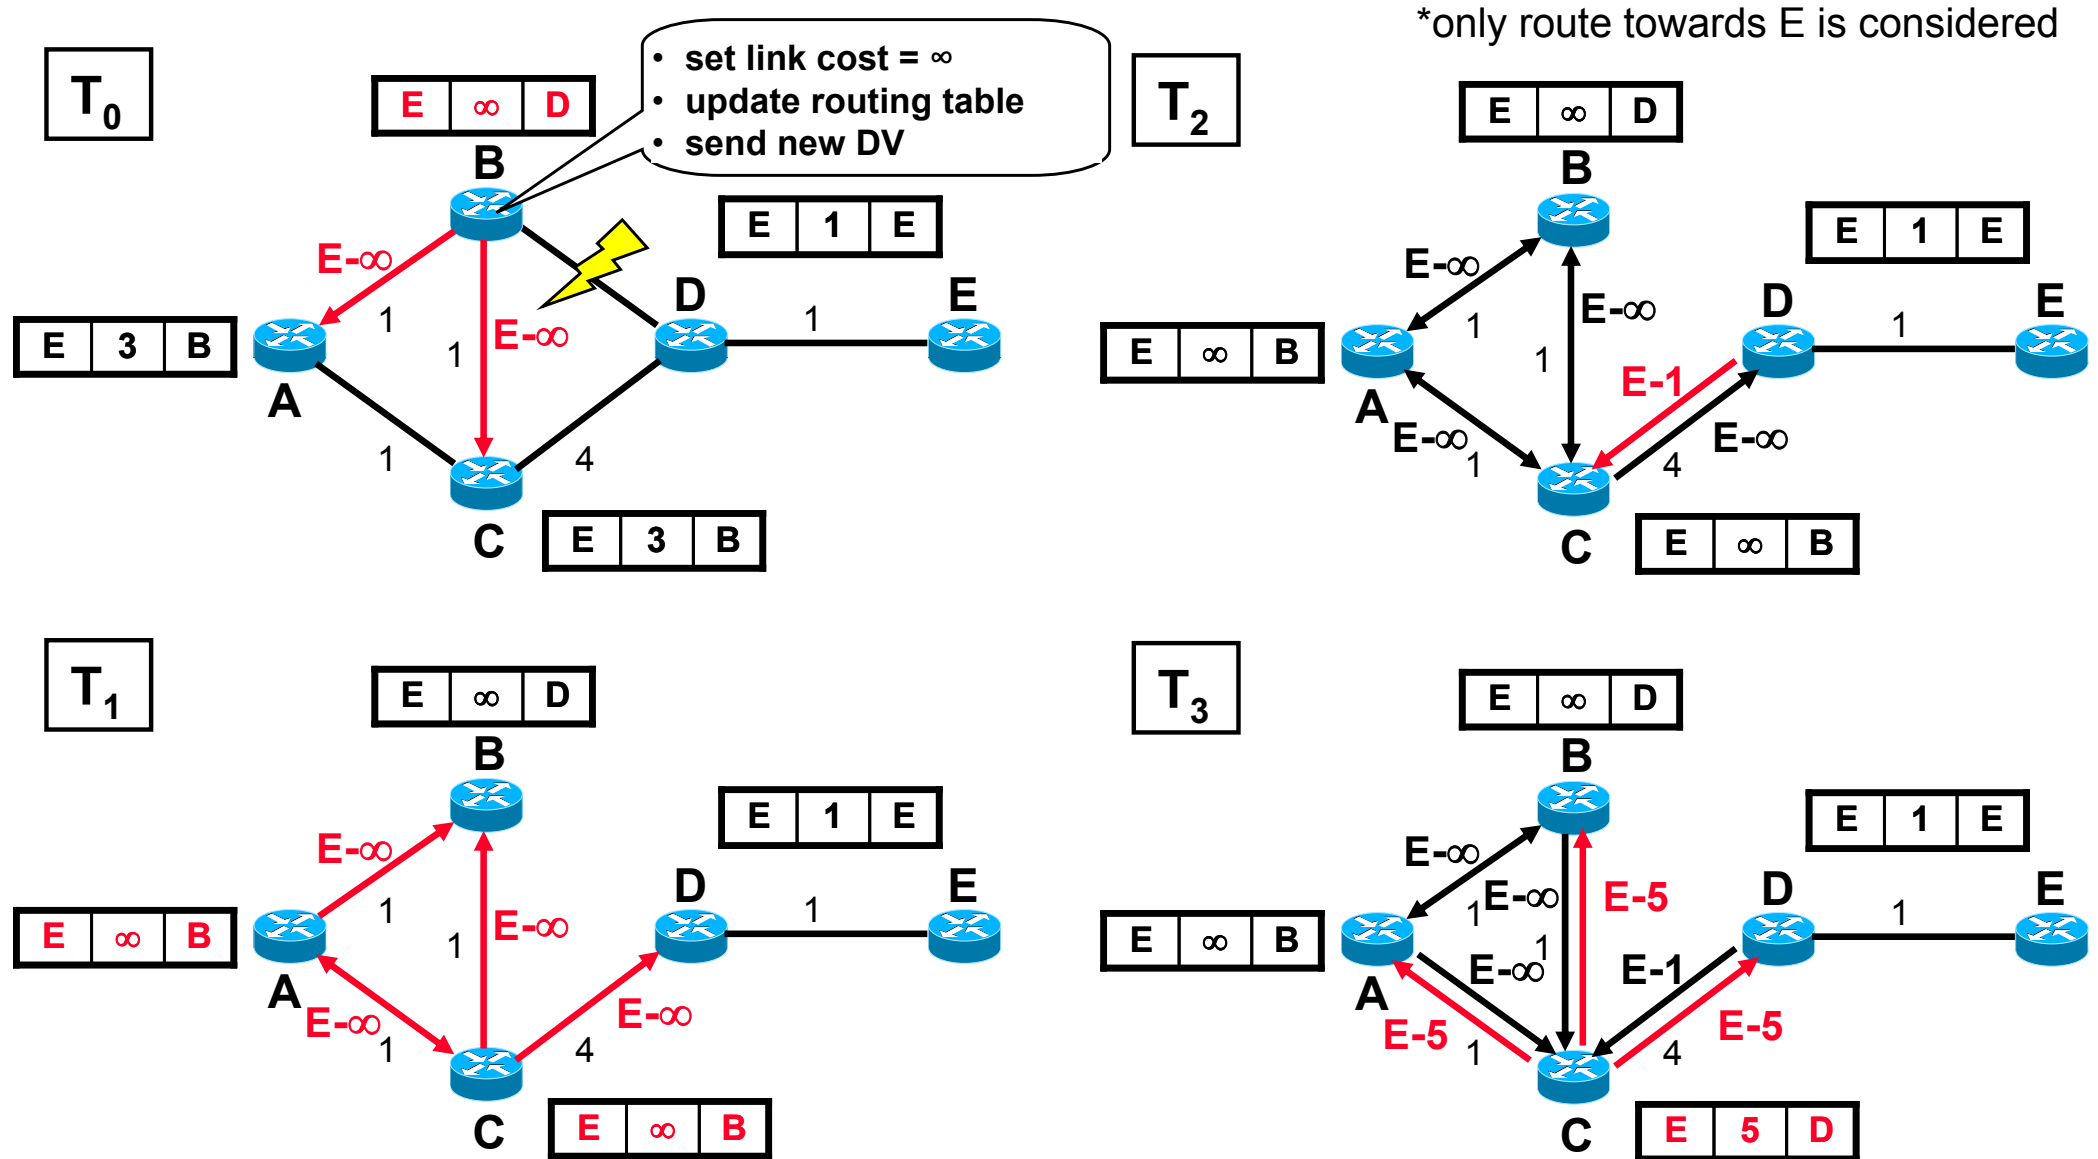 *only route towards E is considered
T0
• set link cost = ∞
• update routing table
• send new DV
E ∞ D
B
E 1 E
E-∞
1
E-∞
1
D
1
E
E 3 B
A
1
4
C
E 3 B
T1
E ∞ D
B
E 1 E
E-∞
1
E-∞
1
D
1
E
E ∞ B
A
E-∞
1
E-∞
4
C
E ∞ B
T2
E ∞ D
B
E 1 E
E-∞
1
E-∞
1
D
1
E
E ∞ B
A
E-∞
1
E-1
E-∞
4
C
E ∞ B
T3
E ∞ D
B
E 1 E
E-∞
1
E-∞
1
E-5
D
1
E
E ∞ B
A
E-∞
E-1
E-5
1
E-5
4
C
E 5 D